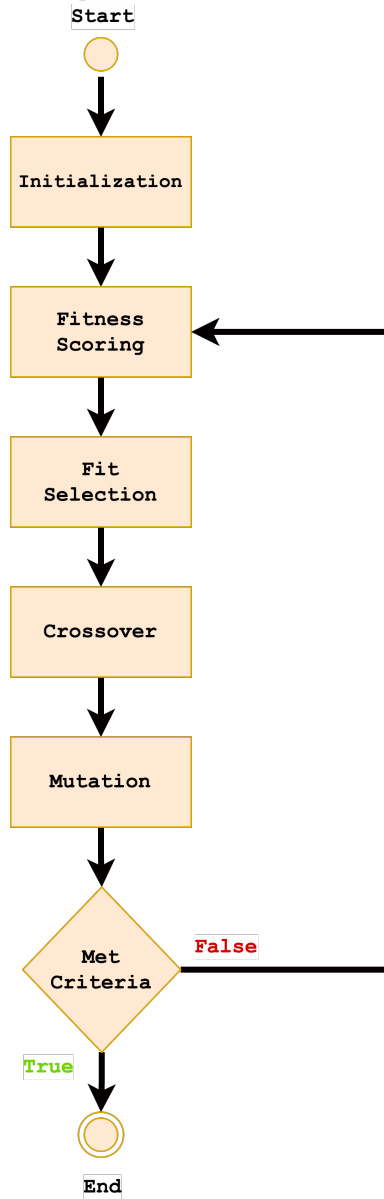 Start
Initialization
Fitness
Scoring
Fit
Selection
Crossover
Mutation
Met
Criteria
False
True
End